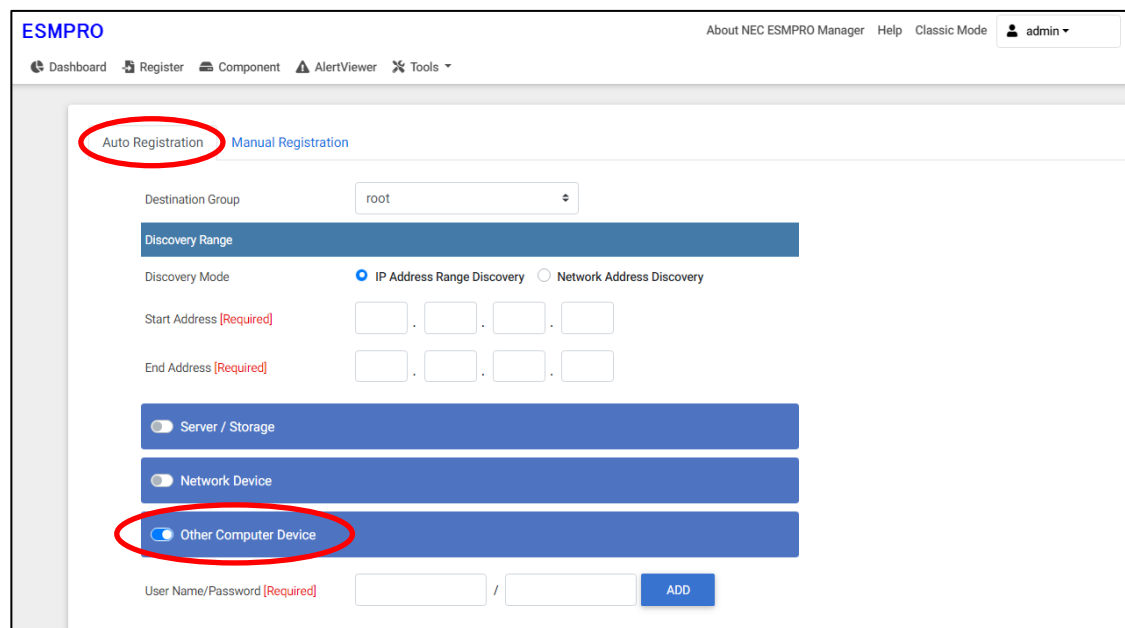 ESMPRO
About NEC ESMPRO Manager Help Classic Mode admin
Dashboard Register Component AlertViewer Tools
Auto Registration Manual Registration
Destination Group root
Discovery Range
Discovery Mode IP Address Range Discovery Network Address Discovery
Start Address [Required] . . .
End Address [Required] . . .
Server / Storage
Network Device
Other Computer Device
User Name/Password [Required] / ADD